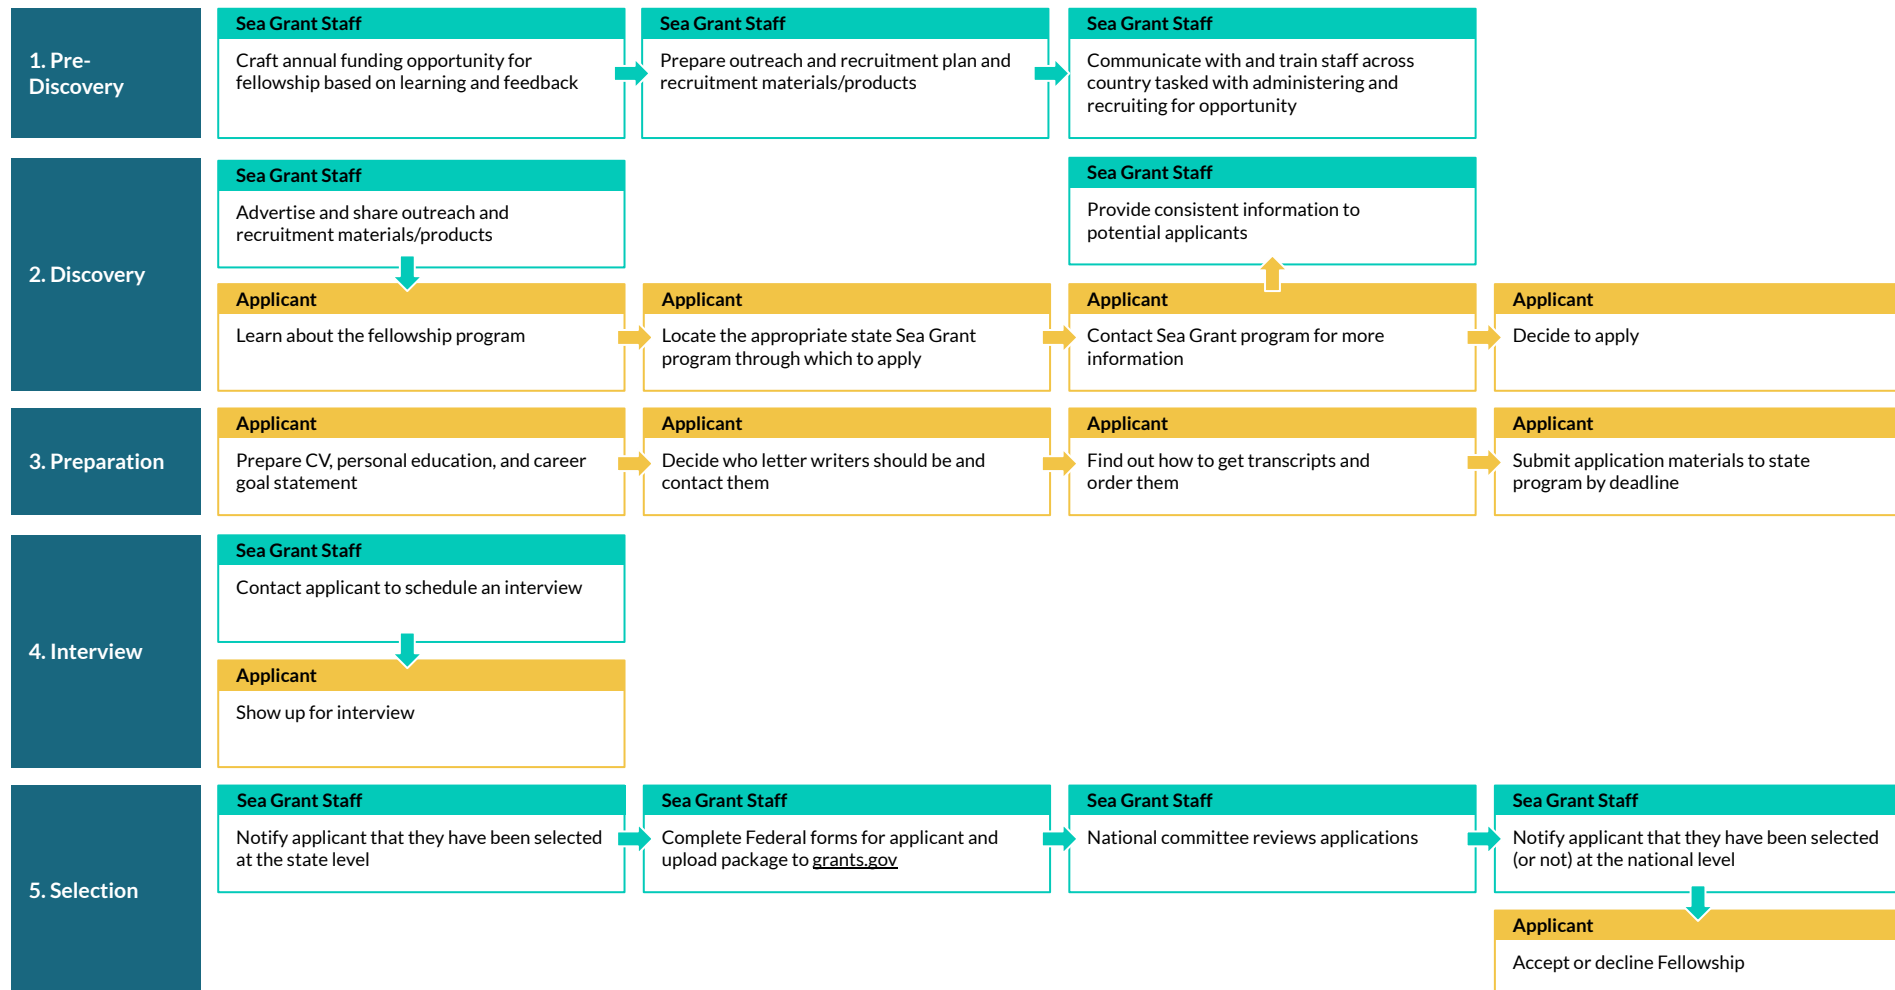 1. Pre-
Discovery
Sea Grant Staff
Craft annual funding opportunity for
fellowship based on learning and feedback
Sea Grant Staff
Prepare outreach and recruitment plan and
recruitment materials/products
Sea Grant Staff
Communicate with and train staff across
country tasked with administering and
recruiting for opportunity
2. Discovery
Sea Grant Staff
Advertise and share outreach and
recruitment materials/products
Sea Grant Staff
Provide consistent information to
potential applicants
Applicant
Learn about the fellowship program
Applicant
Locate the appropriate state Sea Grant
program through which to apply
Applicant
Contact Sea Grant program for more
information
Applicant
Decide to apply
3. Preparation
Applicant
Prepare CV, personal education, and career
goal statement
Applicant
Decide who letter writers should be and
contact them
Applicant
Find out how to get transcripts and
order them
Applicant
Submit application materials to state
program by deadline
4. Interview
Sea Grant Staff
Contact applicant to schedule an interview
Applicant
Show up for interview
5. Selection
Sea Grant Staff
Notify applicant that they have been selected
at the state level
Sea Grant Staff
Complete Federal forms for applicant and
upload package to grants.gov
Sea Grant Staff
National committee reviews applications
Sea Grant Staff
Notify applicant that they have been selected
(or not) at the national level
Applicant
Accept or decline Fellowship